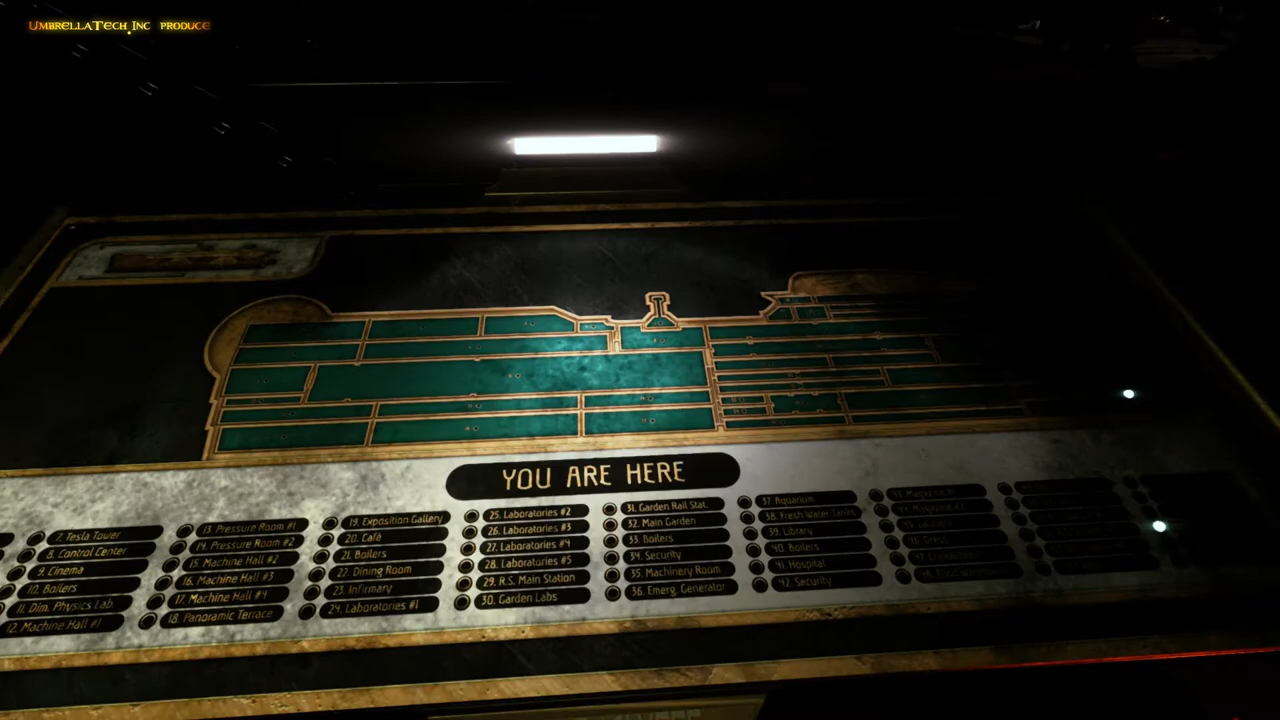 UmbrellaTech.Inc produce
YOU ARE HERE
7. Tesla Tower
8. Control Center
9. Cinema
10. Boilers
11. Dim. Physics Lab.
12. Machine Hall #1
13. Pressure Room #1
14. Pressure Room #2
15. Machine Hall #2
16. Machine Hall #3
17. Machine Hall #4
18. Panoramic Terrace
19. Exposition Gallery
20. Cafè
21. Boilers
22. Dining Room
23. Infirmary
24. Laboratories #1
25. Laboratories #2
26. Laboratories #3
27. Laboratories #4
28. Laboratories #5
29. R.S. Main Station
30. Garden Labs
31. Garden Rail Stat.
32. Main Garden
33. Boilers
34. Security
35. Machinery Room
36. Emerg. Generator
37. Aquarium
38. Fresh Water Tanks
39. Library
40. Boilers
41. Hospital
42. Security